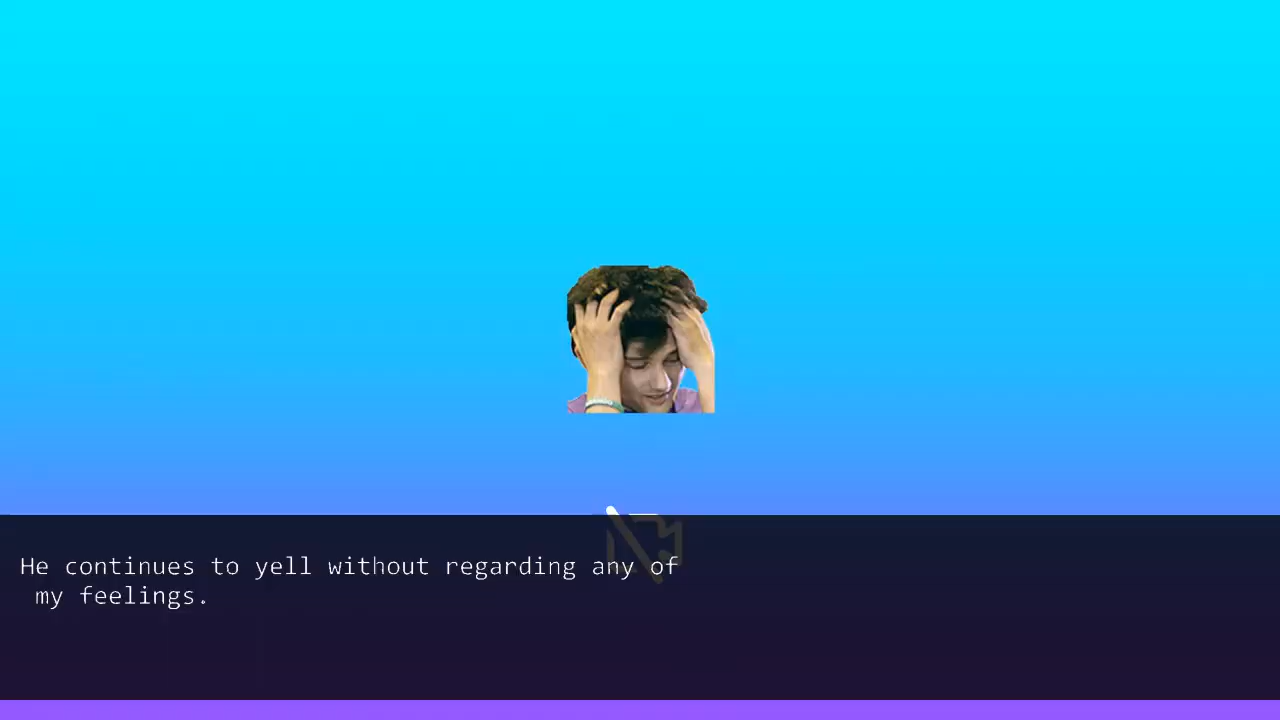 He continues to yell without regarding any of
my feelings.